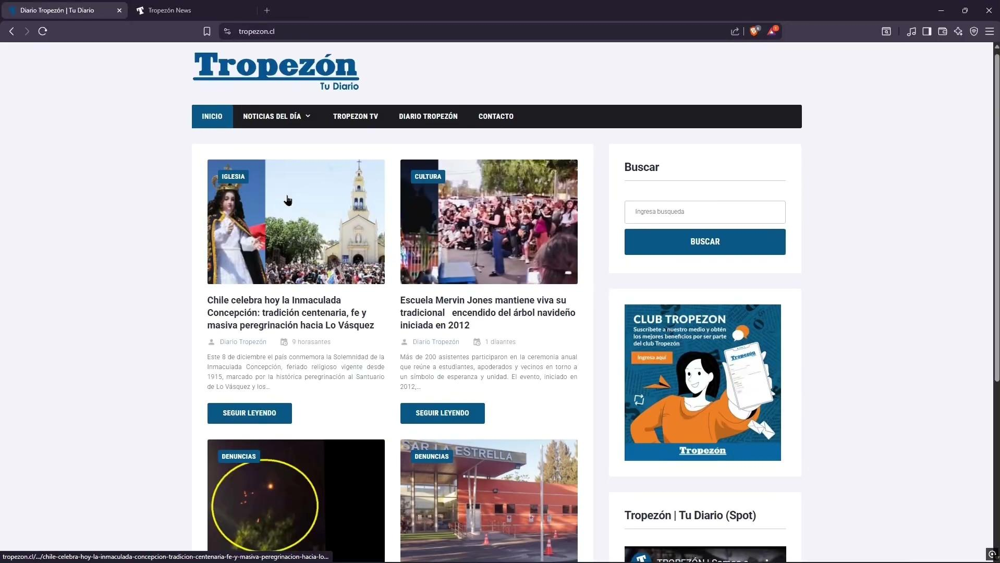 Diario Tropezón | Tu Diario
Tropezón News
tropezon.cl
6
1
Tropezón
Tu Diario
INICIO
NOTICIAS DEL DÍA
TROPEZON TV
DIARIO TROPEZÓN
CONTACTO
IGLESIA
Chile celebra hoy la Inmaculada
Concepción: tradición centenaria, fe y
masiva peregrinación hacia Lo Vásquez
Diario Tropezón
9 horasantes
Este 8 de diciembre el país conmemora la Solemnidad de la
Inmaculada Concepción, feriado religioso vigente desde
1915, marcado por la histórica peregrinación al Santuario
de Lo Vásquez y los...
SEGUIR LEYENDO
CULTURA
Escuela Mervin Jones mantiene viva su
tradicional   encendido del árbol navideño
iniciada en 2012
Diario Tropezón
1 díaantes
Más de 200 asistentes participaron en la ceremonia anual
que reúne a estudiantes, apoderados y vecinos en torno a
un símbolo de esperanza y unidad. El evento, iniciado en
2012,...
SEGUIR LEYENDO
DENUNCIAS
DENUNCIAS
SAR LA ESTRELLA
Buscar
Ingresa busqueda
BUSCAR
CLUB TROPEZON
Suscríbete a nuestro medio y obtén
los mejores beneficios por ser parte
del club Tropezón
Ingresa aquí
Tropezón
Tropezón
Tropezón | Tu Diario (Spot)
TROPEZÓN | Somos
tropezon.cl/.../chile-celebra-hoy-la-inmaculada-concepcion-tradicion-centenaria-fe-y-masiva-peregrinacion-hacia-lo...